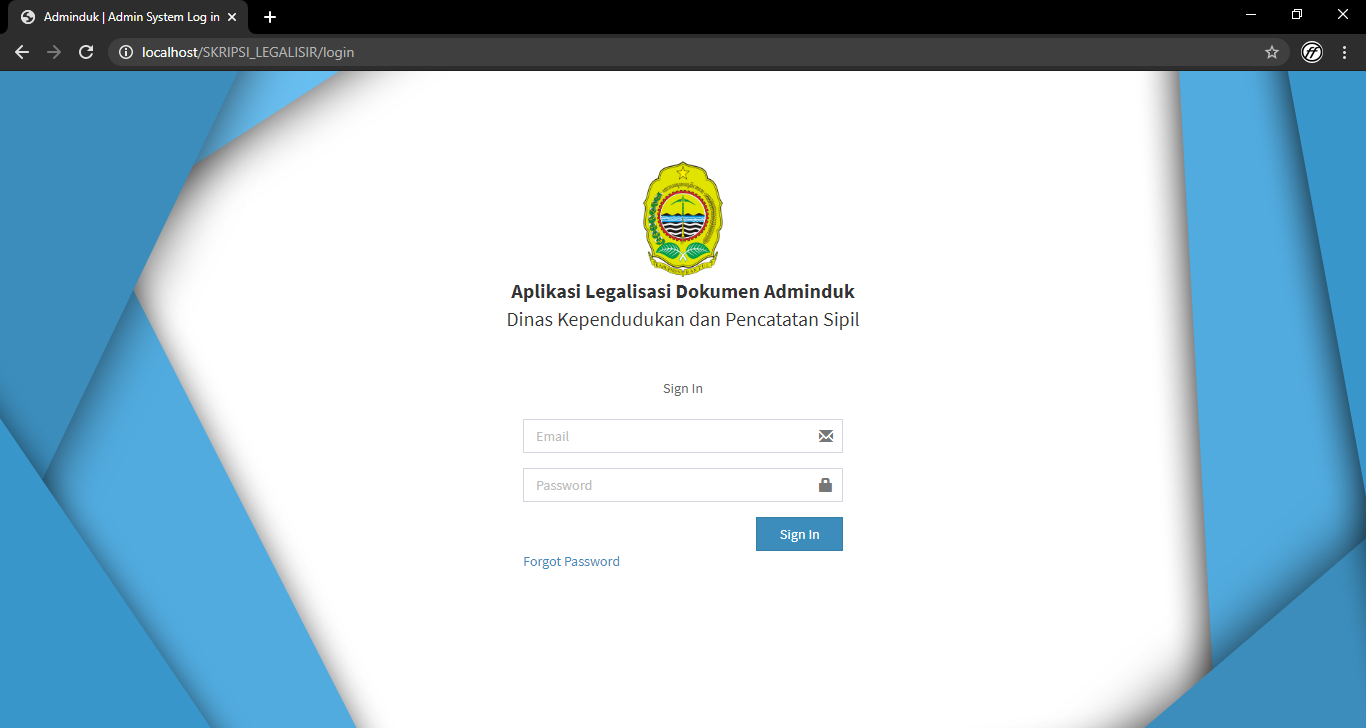 Adminduk | Admin System Log in
localhost/SKRIPSI_LEGALISIR/login
Aplikasi Legalisasi Dokumen Adminduk
Dinas Kependudukan dan Pencatatan Sipil
Sign In
Email
Password
Sign In
Forgot Password